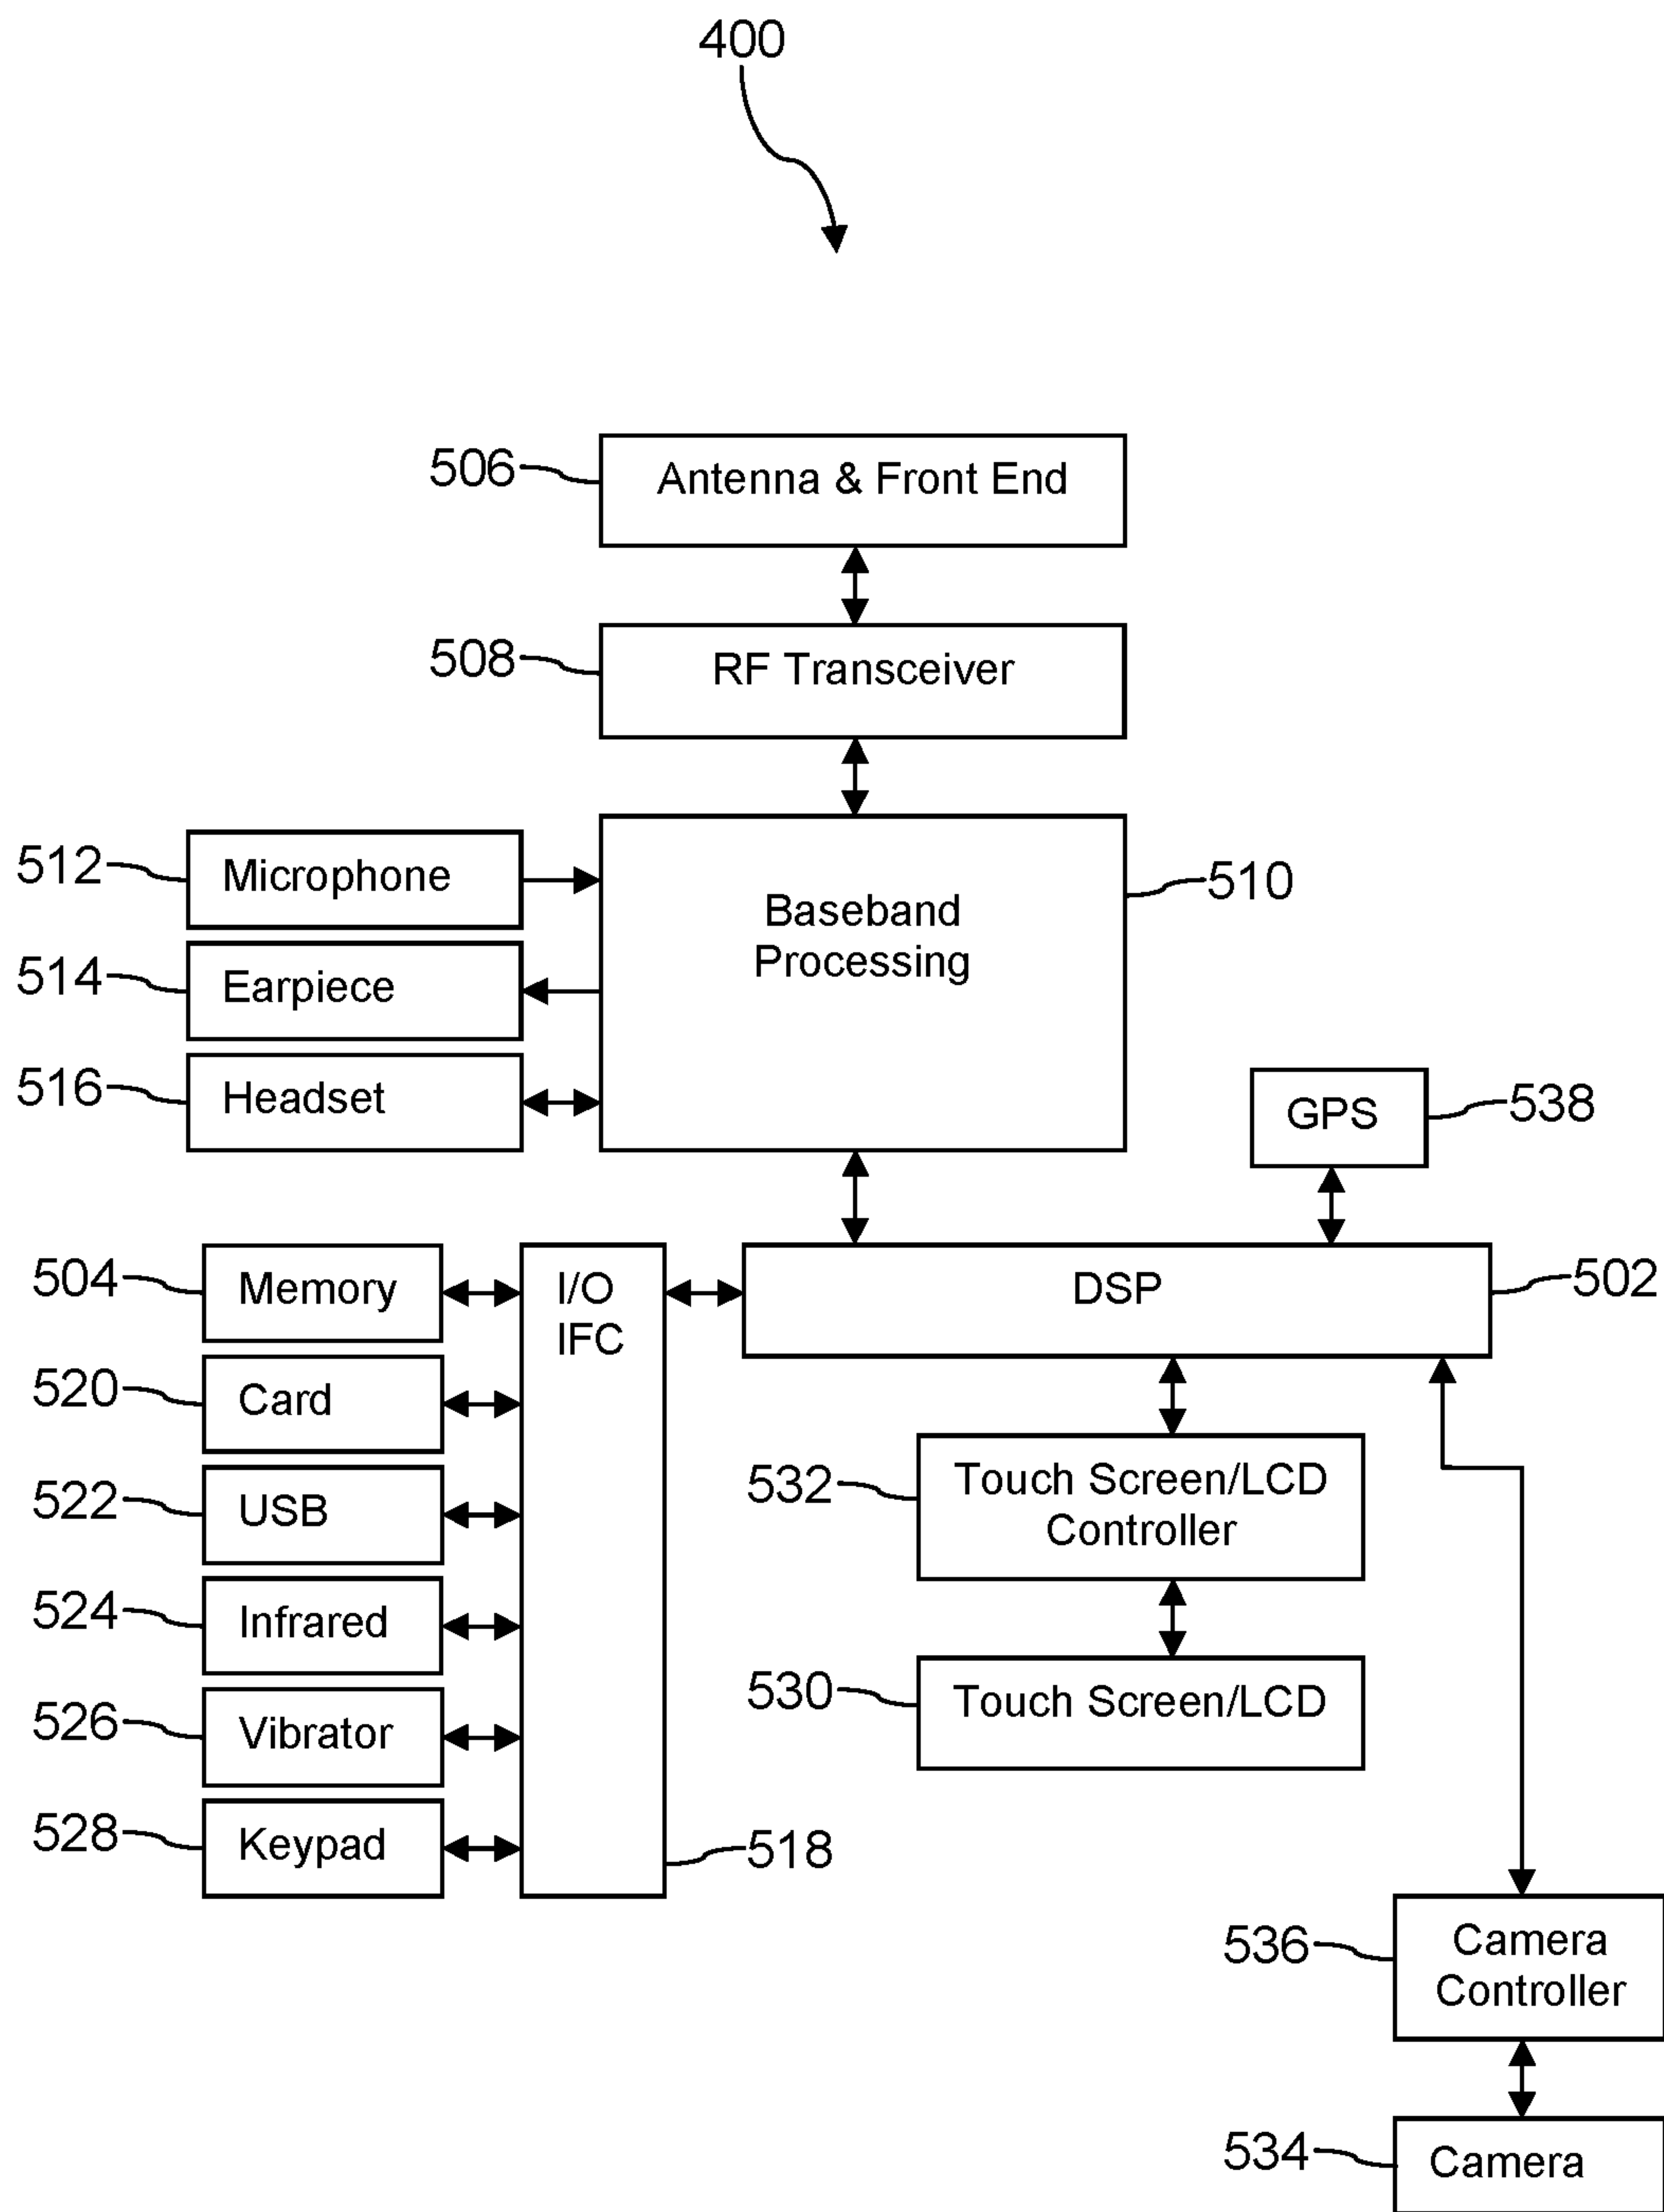 400
506
Antenna & Front End
508
RF Transceiver
512
Microphone
Baseband
Processing
510
514
Earpiece
516
Headset
GPS
538
504
Memory
I/O
IFC
DSP
502
520
Card
522
USB
532
Touch Screen/LCD
Controller
524
Infrared
530
Touch Screen/LCD
526
Vibrator
528
Keypad
518
536
Camera
Controller
534
Camera